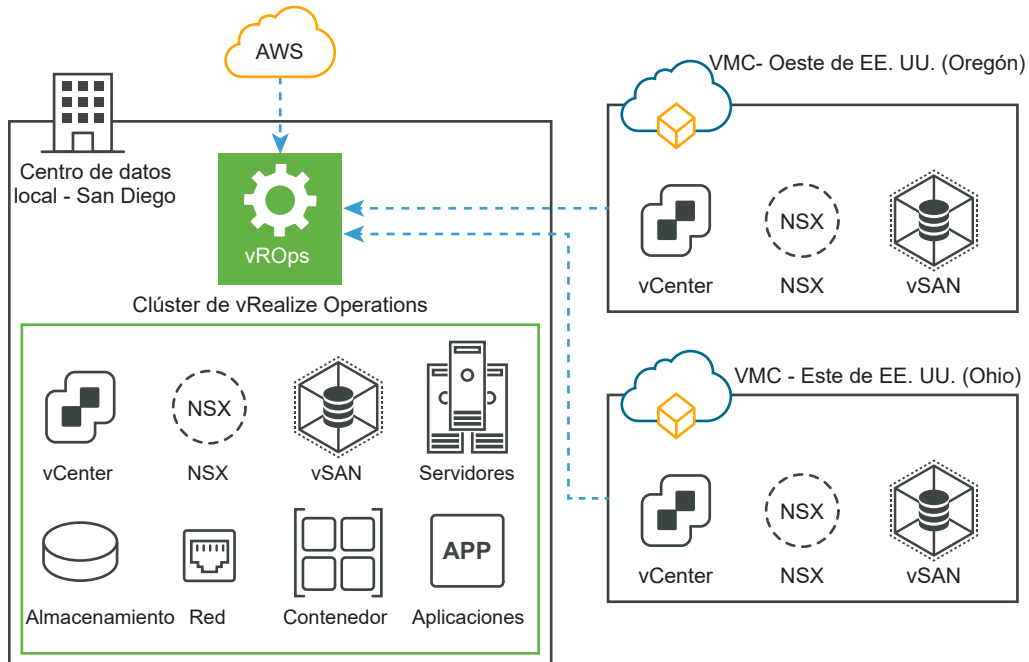 AWS
Centro de datos
local - San Diego
vROps
Clúster de vRealize Operations
NSX
vCenter
NSX
vSAN
Servidores
APP
Almacenamiento
Red
Contenedor
Aplicaciones
VMC- Oeste de EE. UU. (Oregón)
NSX
vCenter
NSX
vSAN
VMC - Este de EE. UU. (Ohio)
NSX
vCenter
NSX
vSAN